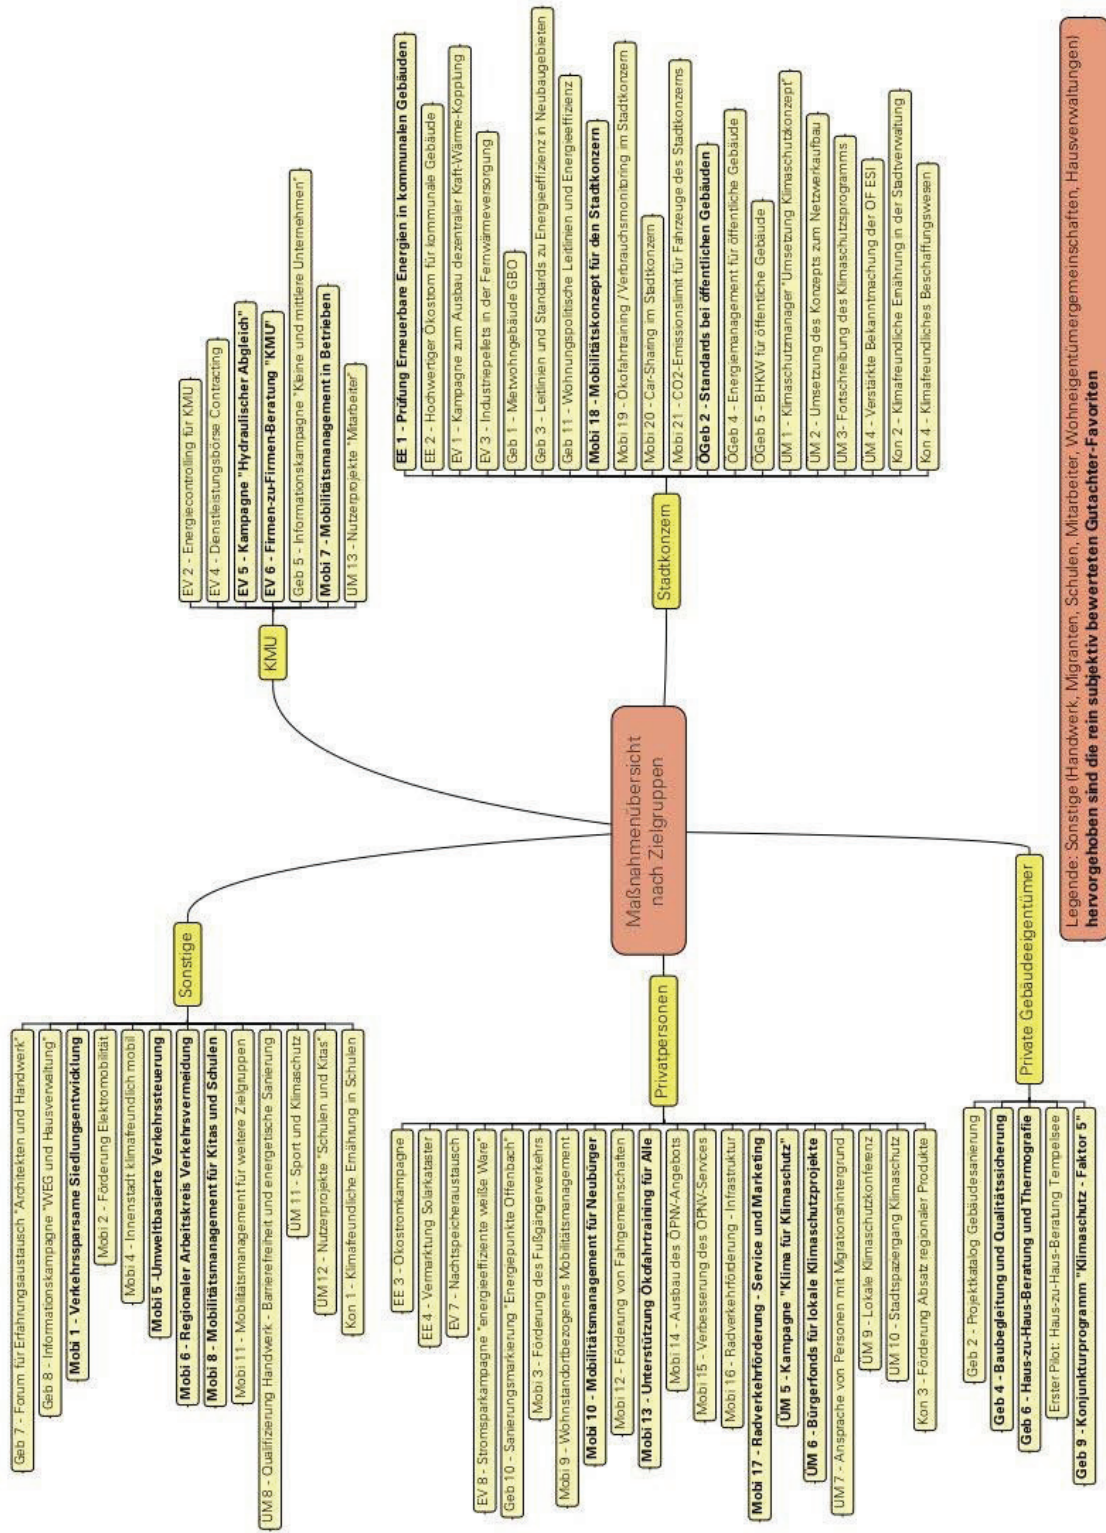 Maßnahmenübersicht
nach Zielgruppen
Sonstige
Geb 7 - Forum für Erfahrungsaustausch "Architekten und Handwerk"
Geb 8 - Informationskampagne "WEG und Hausverwaltung"
Mobi 1 - Verkehrssparsame Siedlungsentwicklung
Mobi 2 - Förderung Elektromobilität
Mobi 4 - Innenstadt klimafreundlich mobil
Mobi 5 -Umweltbasierte Verkehrssteuerung
Mobi 6 - Regionaler Arbeitskreis Verkehrsvermeidung
Mobi 8 - Mobilitätsmanagement für Kitas und Schulen
Mobi 11 - Mobilitätsmanagement für weitere Zielgruppen
UM 8 - Qualifizierung Handwerk - Barrierefreiheit und energetische Sanierung
UM 11 - Sport und Klimaschutz
UM 12 - Nutzerprojekte "Schulen und Kitas"
Kon 1 - Klimafreundliche Ernährung in Schulen
KMU
EV 2 - Energiecontrolling für KMU
EV 4 - Dienstleistungsbörse Contracting
EV 5 - Kampagne "Hydraulischer Abgleich"
EV 6 - Firmen-zu-Firmen-Beratung "KMU"
Geb 5 - Informationskampagne "Kleine und mittlere Unternehmen"
Mobi 7 - Mobilitätsmanagement in Betrieben
UM 13 - Nutzerprojekte "Mitarbeiter"
Privatpersonen
EE 3 - Ökostromkampagne
EE 4 - Vermarktung Solarkataster
EV 7 - Nachtspeicheraustausch
EV 8 - Stromsparkampagne "energieeffiziente weiße Ware"
Geb 10 - Sanierungsmarkierung "Energiepunkte Offenbach"
Mobi 3 - Förderung des Fußgängerverkehrs
Mobi 9 - Wohnstandortbezogenes Mobilitätsmanagement
Mobi 10 - Mobilitätsmanagement für Neubürger
Mobi 12 - Förderung von Fahrgemeinschaften
Mobi 13 - Unterstützung Ökofahrtraining für Alle
Mobi 14 - Ausbau des ÖPNV-Angebots
Mobi 15 - Verbesserung des ÖPNV-Services
Mobi 16 - Radverkehrförderung - Infrastruktur
Mobi 17 - Radverkehrförderung - Service und Marketing
UM 5 - Kampagne "Klima für Klimaschutz"
UM 6 - Bürgerfonds für lokale Klimaschutzprojekte
UM 7 - Ansprache von Personen mit Migrationshintergrund
UM 9 - Lokale Klimaschutzkonferenz
UM 10 - Stadtspaziergang Klimaschutz
Kon 3 - Förderung Absatz regionaler Produkte
Stadtkonzern
EE 1 - Prüfung Erneuerbare Energien in kommunalen Gebäuden
EE 2 - Hochwertiger Ökostrom für kommunale Gebäude
EV 1 - Kampagne zum Ausbau dezentraler Kraft-Wärme-Kopplung
EV 3 - Industriepellets in der Fernwärmeversorgung
Geb 1 - Mietwohngebäude GBO
Geb 3 - Leitlinien und Standards zu Energieeffizienz in Neubaugebieten
Geb 11 - Wohnungspolitische Leitlinien und Energieeffizienz
Mobi 18 - Mobilitätskonzept für den Stadtkonzern
Mobi 19 - Ökofahrtraining / Verbrauchsmonitoring im Stadtkonzern
Mobi 20 - Car-Sharing im Stadtkonzern
Mobi 21 - CO2-Emissionslimit für Fahrzeuge des Stadtkonzerns
ÖGeb 2 - Standards bei öffentlichen Gebäuden
ÖGeb 4 - Energiemanagement für öffentliche Gebäude
ÖGeb 5 - BHKW für öffentliche Gebäude
UM 1 - Klimaschutzmanager "Umsetzung Klimaschutzkonzept"
UM 2 - Umsetzung des Konzepts zum Netzwerkaufbau
UM 3- Fortschreibung des Klimaschutzprogramms
UM 4 - Verstärkte Bekanntmachung der OF ESI
Kon 2 - Klimafreundliche Ernährung in der Stadtverwaltung
Kon 4 - Klimafreundliches Beschaffungswesen
Private Gebäudeeigentümer
Geb 2 - Projektkatalog Gebäudesanierung
Geb 4 - Baubegleitung und Qualitätssicherung
Geb 6 - Haus-zu-Haus-Beratung und Thermografie
Erster Pilot: Haus-zu-Haus-Beratung Tempelsee
Geb 9 - Konjunkturprogramm "Klimaschutz - Faktor 5"
Legende: Sonstige (Handwerk, Migranten, Schulen, Mitarbeiter, Wohneigentümergemeinschaften, Hausverwaltungen)
hervorgehoben sind die rein subjektiv bewerteten Gutachter-Favoriten